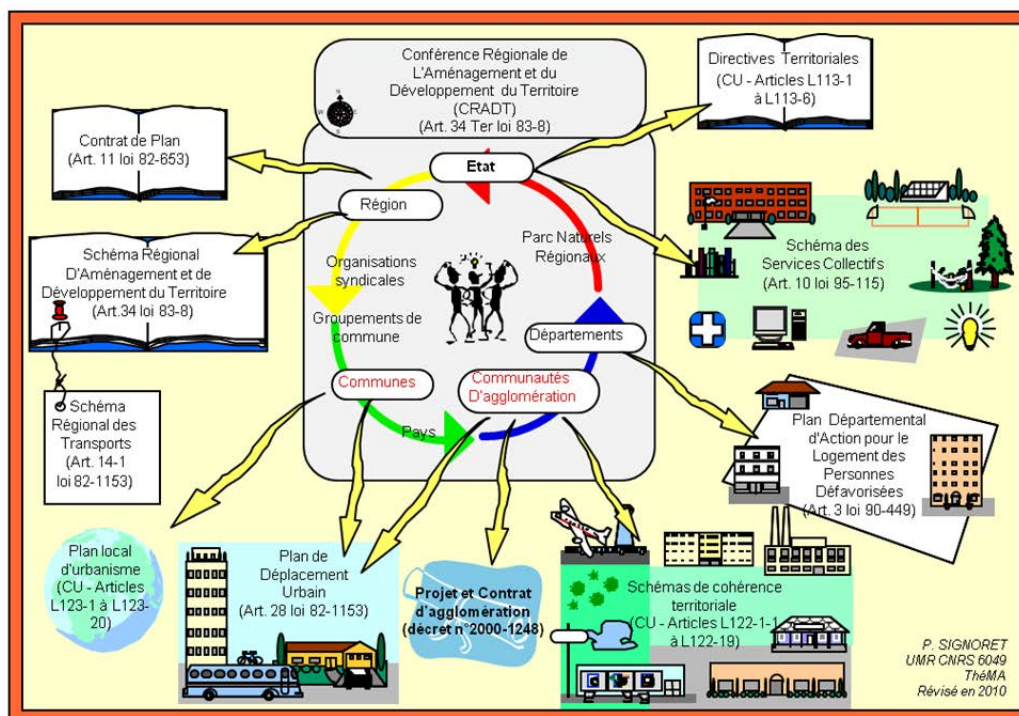 Conférence Régionale de
L'Aménagement et du
Développement du Territoire
(CRADT)
(Art. 34 Ter loi 83-8)
Directives Territoriales
(CU - Articles L113-1
à L113-6)
Contrat de Plan
(Art. 11 loi 82-653)
Etat
Région
Parc Naturels
Régionaux
Schéma des
Services Collectifs
(Art. 10 loi 95-115)
Schéma Régional
D'Aménagement et de
Développement du Territoire
(Art.34 loi 83-8)
Organisations
syndicales
Groupements de
commune
Départements
Communes
Communautés
D'agglomération
Pays
Schéma
Régional des
Transports
(Art. 14-1
loi 82-1153)
Plan Départemental
d'Action pour le
Logement des
Personnes
Défavorisées
(Art. 3 loi 90-449)
Plan local
d'urbanisme
(CU - Articles
L123-1 à L123-
20)
Plan de
Déplacement
Urbain
(Art. 28 loi 82-1153)
Projet et Contrat
d'agglomération
(décret n°2000-1248)
Schémas de cohérence
territoriale
(CU - Articles L122-1-1
à L122-19)
P. SIGNORET
UMR CNRS 6049
ThéMA
Révisé en 2010